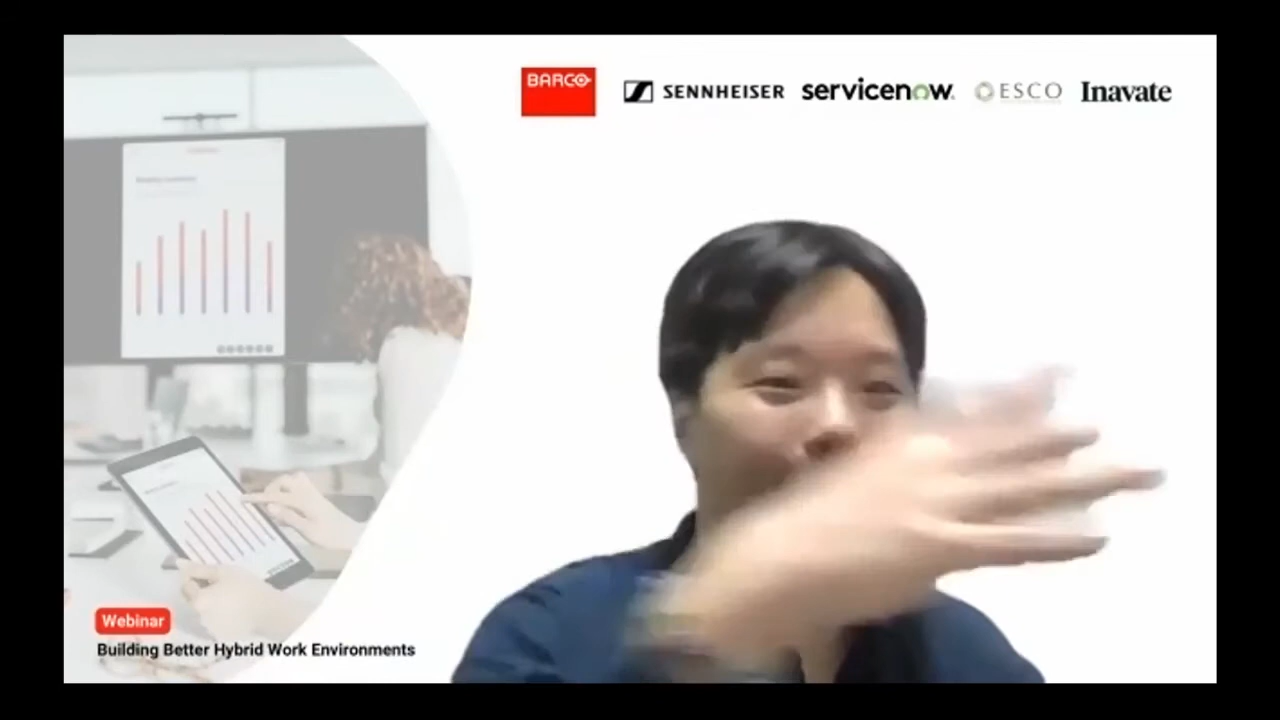 BARCO
SENNHEISER
servicenow
ESCO
Inavate
Webinar
Building Better Hybrid Work Environments